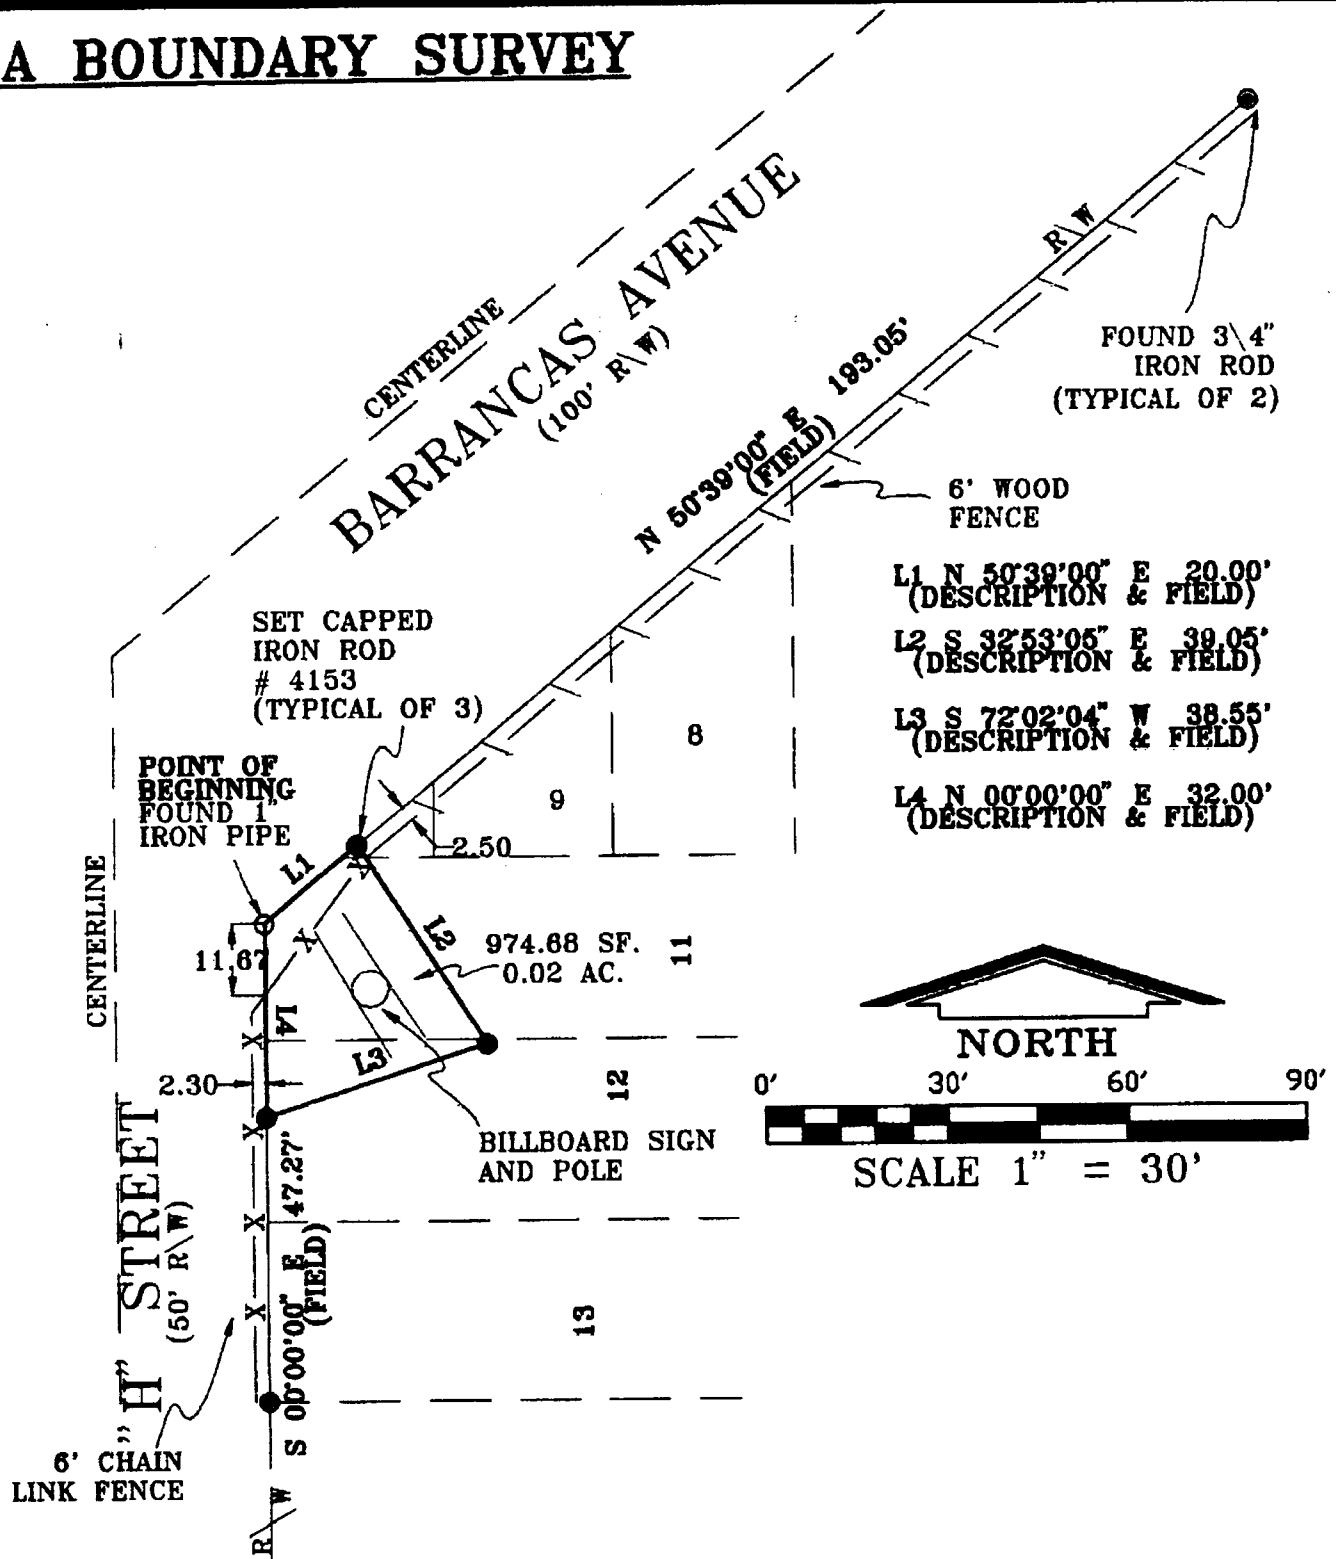 A BOUNDARY SURVEY
CENTERLINE
BARRANCAS AVENUE
(100' R\W)
R\W
FOUND 3\4"
IRON ROD
(TYPICAL OF 2)
N 50°39'00" E 193.05'
(FIELD)
6' WOOD
FENCE
L1 N 50°39'00" E 20.00'
(DESCRIPTION & FIELD)
L2 S 32°53'05" E 39.05'
(DESCRIPTION & FIELD)
L3 S 72°02'04" W 38.55'
(DESCRIPTION & FIELD)
L4 N 00°00'00" E 32.00'
(DESCRIPTION & FIELD)
SET CAPPED
IRON ROD
# 4153
(TYPICAL OF 3)
8
9
POINT OF
BEGINNING
FOUND 1"
IRON PIPE
2.50
L1
X
CENTERLINE
11.67
X
L2
974.68 SF.
0.02 AC.
11
L4
X
L3
NORTH
2.30
12
0' 30' 60' 90'
SCALE 1" = 30'
X
BILLBOARD SIGN
AND POLE
"H" STREET
(50' R\W)
X
X
S 00°00'00" E 47.27'
(FIELD)
13
6' CHAIN
LINK FENCE
R\W